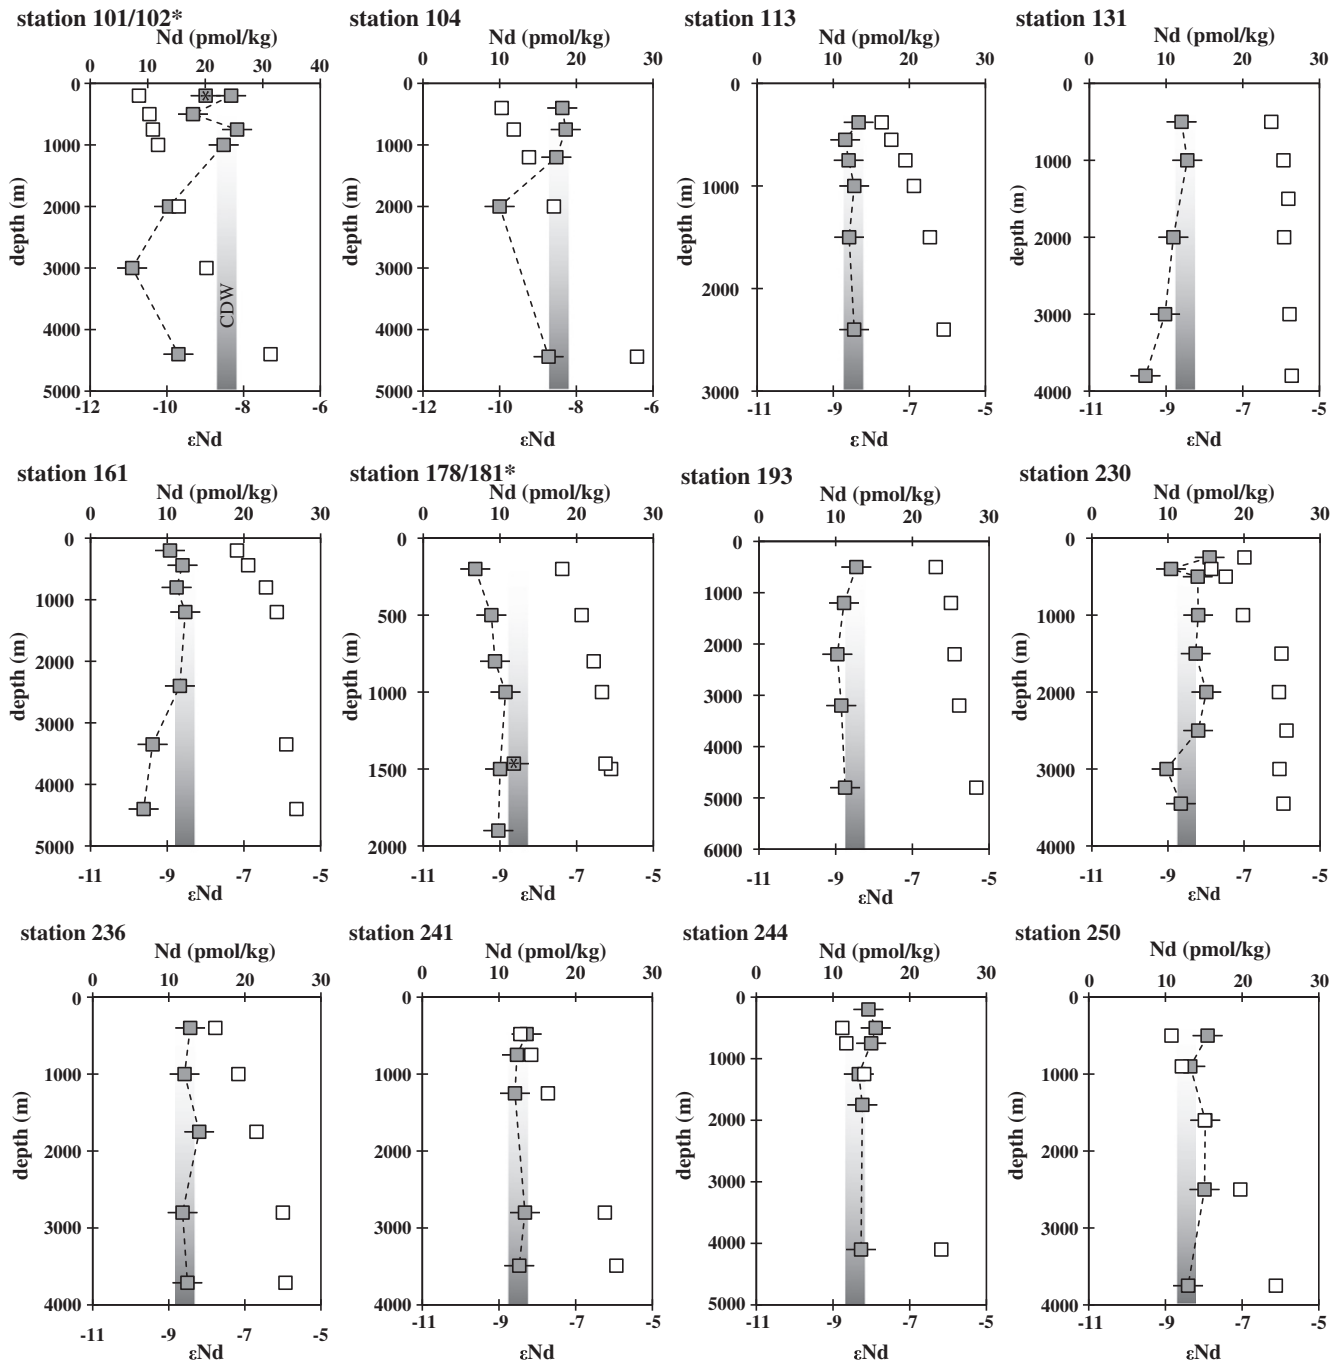 station 101/102*
Nd (pmol/kg)
0 10 20 30 40
0
1000
2000
3000
4000
5000
depth (m)
x
CDW
-12 -10 -8 -6
εNd
station 104
Nd (pmol/kg)
0 10 20 30
0
1000
2000
3000
4000
5000
depth (m)
-12 -10 -8 -6
εNd
station 113
Nd (pmol/kg)
0 10 20 30
0
1000
2000
3000
depth (m)
-11 -9 -7 -5
εNd
station 131
Nd (pmol/kg)
0 10 20 30
0
1000
2000
3000
4000
depth (m)
-11 -9 -7 -5
εNd
station 161
Nd (pmol/kg)
0 10 20 30
0
1000
2000
3000
4000
5000
depth (m)
-11 -9 -7 -5
εNd
station 178/181*
Nd (pmol/kg)
0 10 20 30
0
500
1000
1500
2000
depth (m)
x
-11 -9 -7 -5
εNd
station 193
Nd (pmol/kg)
0 10 20 30
0
1000
2000
3000
4000
5000
6000
depth (m)
-11 -9 -7 -5
εNd
station 230
Nd (pmol/kg)
0 10 20 30
0
1000
2000
3000
4000
depth (m)
-11 -9 -7 -5
εNd
station 236
Nd (pmol/kg)
0 10 20 30
0
1000
2000
3000
4000
depth (m)
-11 -9 -7 -5
εNd
station 241
Nd (pmol/kg)
0 10 20 30
0
1000
2000
3000
4000
depth (m)
-11 -9 -7 -5
εNd
station 244
Nd (pmol/kg)
0 10 20 30
0
1000
2000
3000
4000
5000
depth (m)
-11 -9 -7 -5
εNd
station 250
Nd (pmol/kg)
0 10 20 30
0
1000
2000
3000
4000
depth (m)
-11 -9 -7 -5
εNd